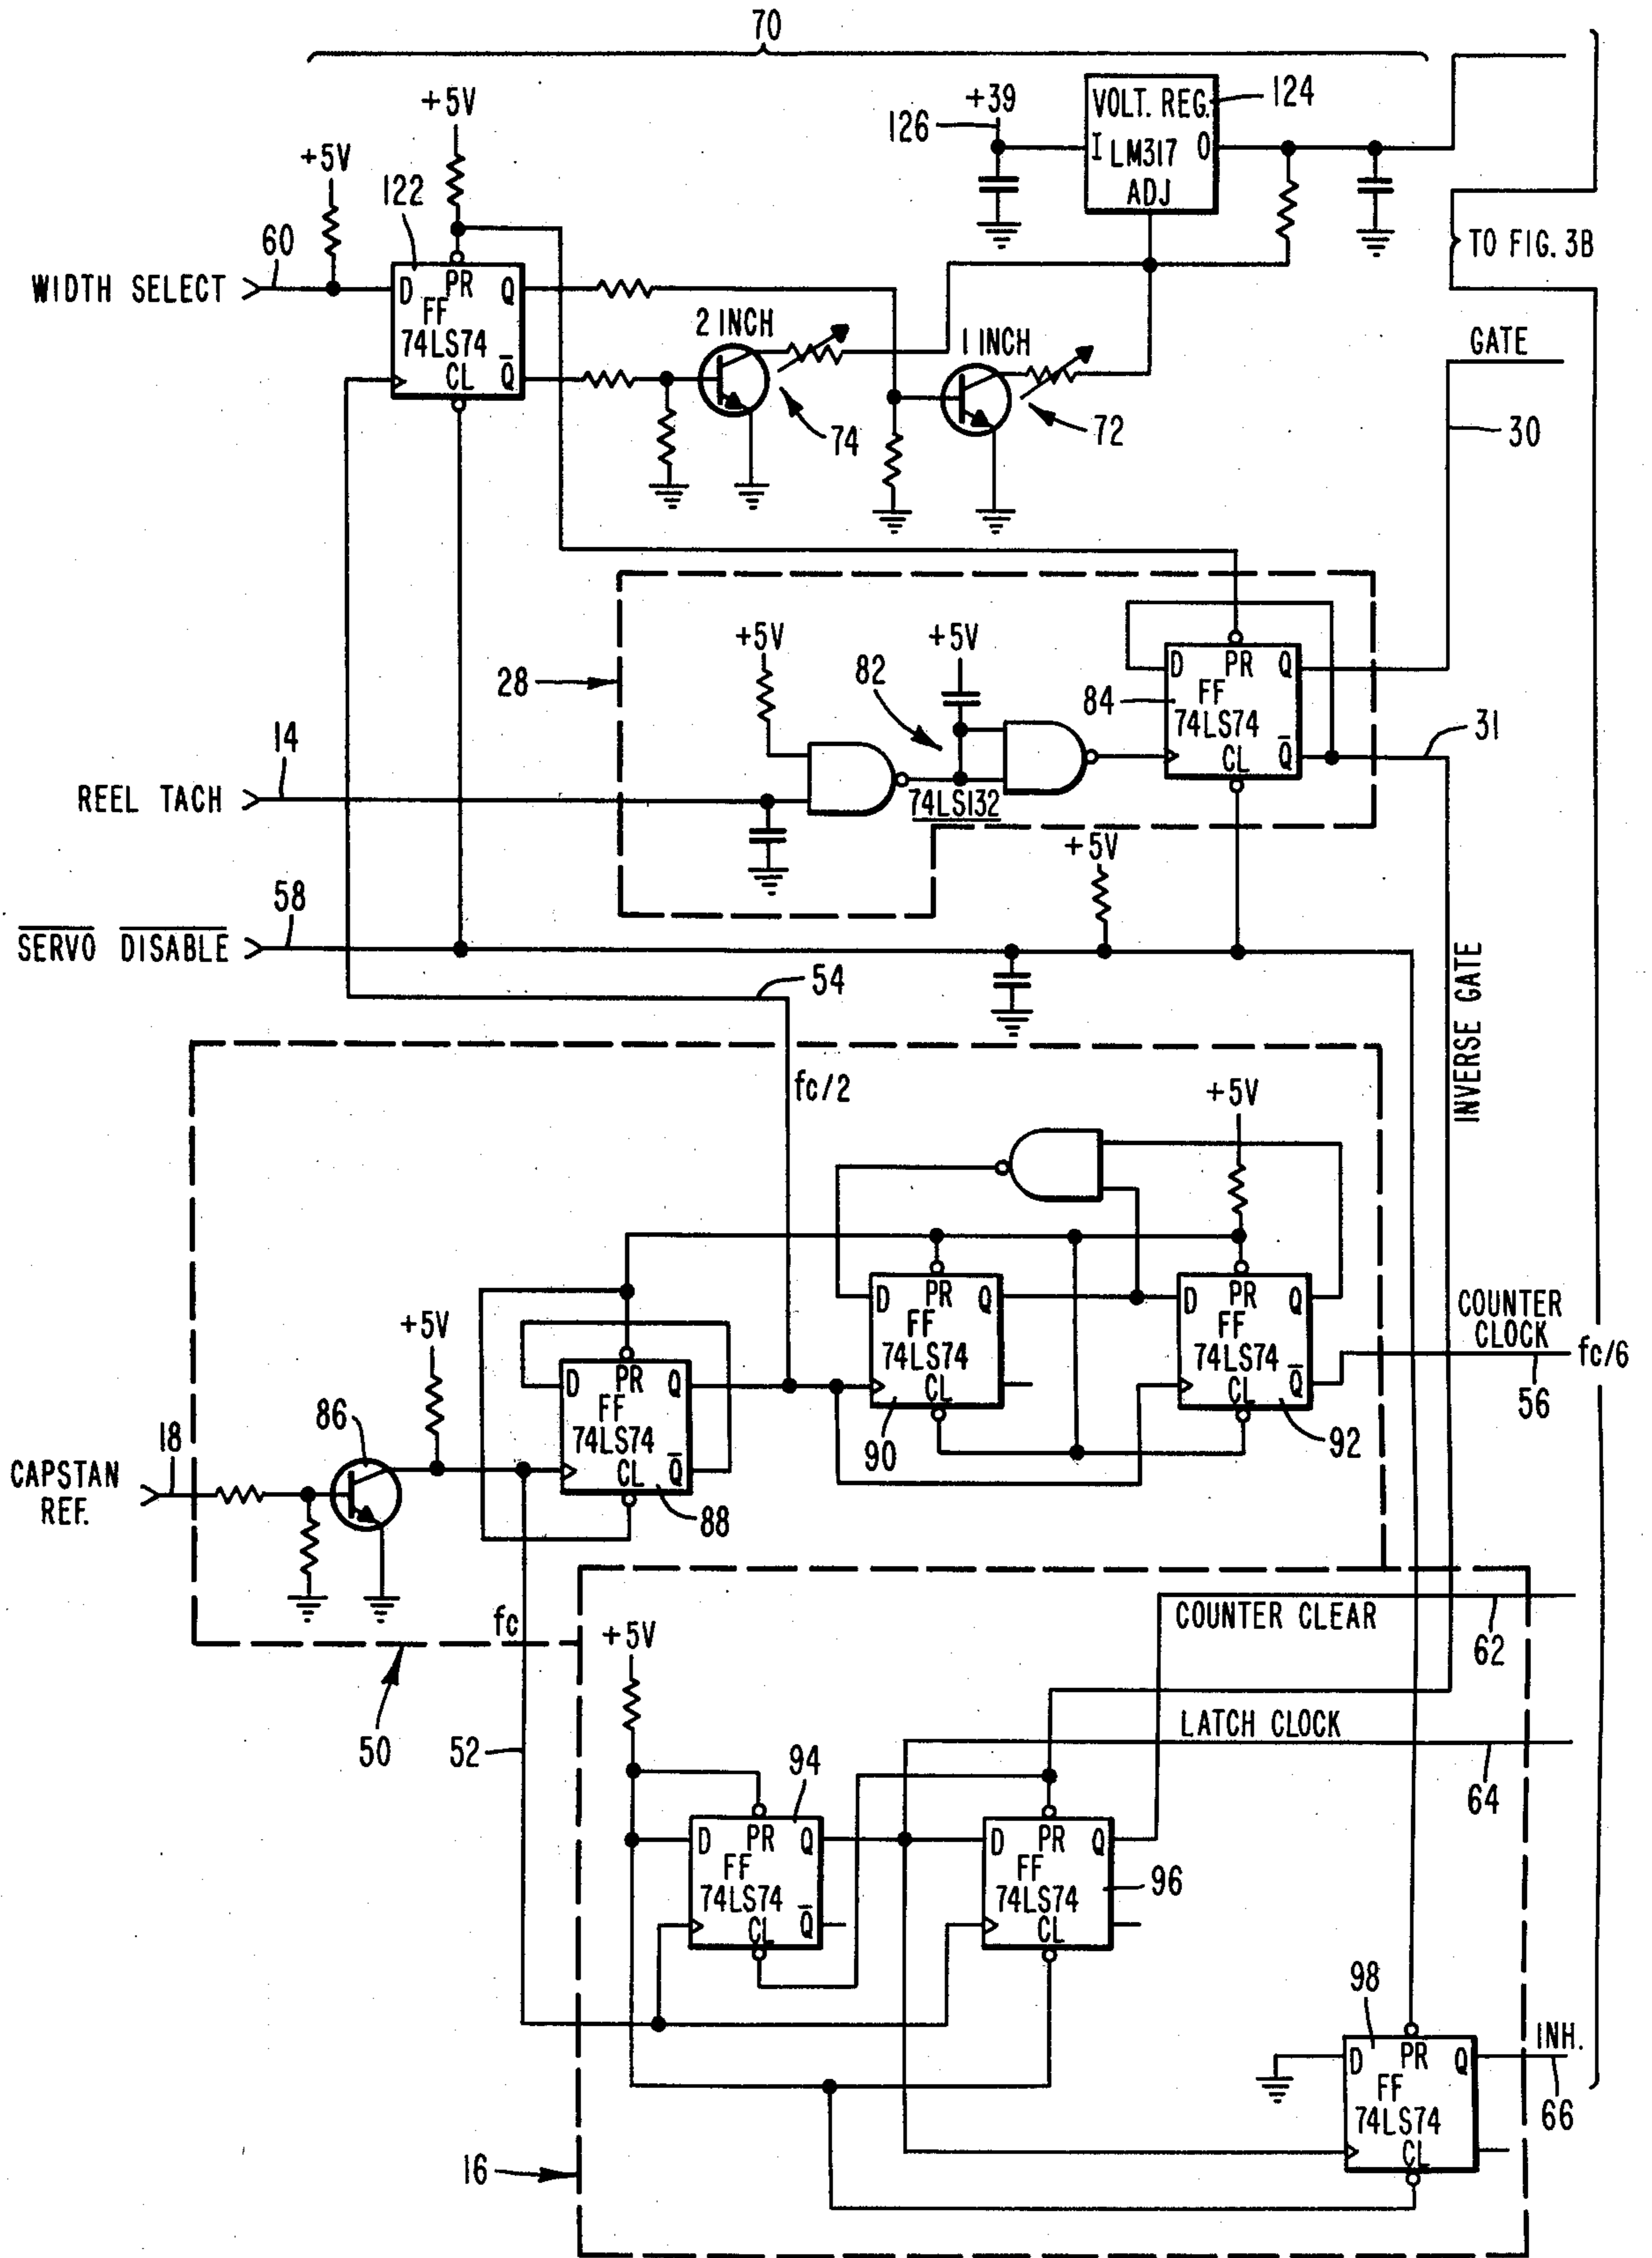 70
+5V
+39
126
VOLT. REG.
124
I LM317 O
ADJ
+5V
122
60
WIDTH SELECT
D PR Q
FF
74LS74
CL Q̅
2 INCH
1 INCH
74
72
TO FIG. 3B
GATE
30
28
+5V
+5V
82
84
D PR Q
FF
74LS74
CL Q̅
31
14
REEL TACH
74LS132
+5V
58
S̅E̅R̅V̅O̅ D̅I̅S̅A̅B̅L̅E̅
54
INVERSE GATE
fc/2
+5V
D PR Q
FF
74LS74
CL
90
D PR Q
FF
74LS74
CL Q̅
92
COUNTER
CLOCK
fc/6
56
+5V
86
18
CAPSTAN
REF.
D PR Q
FF
74LS74
CL Q̅
88
fc
50
52
+5V
COUNTER CLEAR
62
LATCH CLOCK
64
94
D PR Q
FF
74LS74
CL Q̅
D PR Q
FF
74LS74
CL
96
98
D PR Q
FF
74LS74
CL
INH.
66
16